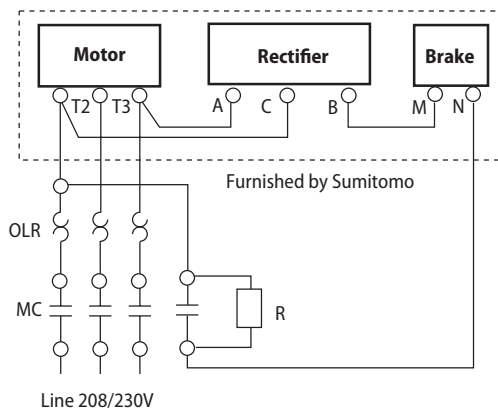 Motor
Rectifier
Brake
T2 T3 A C B M N
Furnished by Sumitomo
OLR
MC
R
Line 208/230V